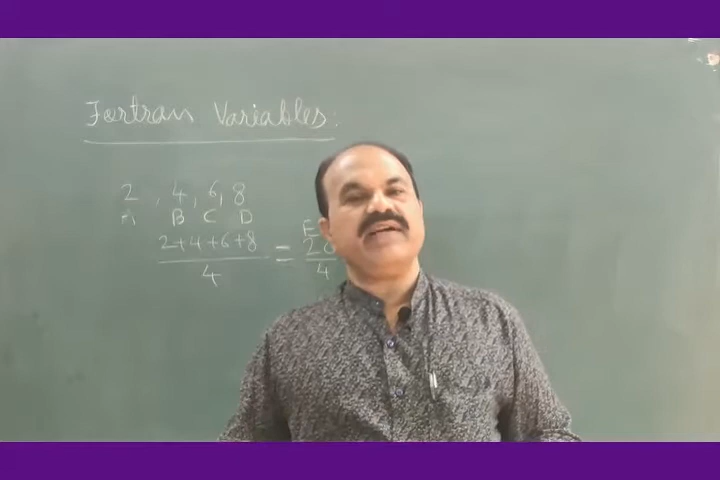 Fortran Variables:
2, 4, 6, 8
A B C D
2+4+6+8 E
= 20
4 4